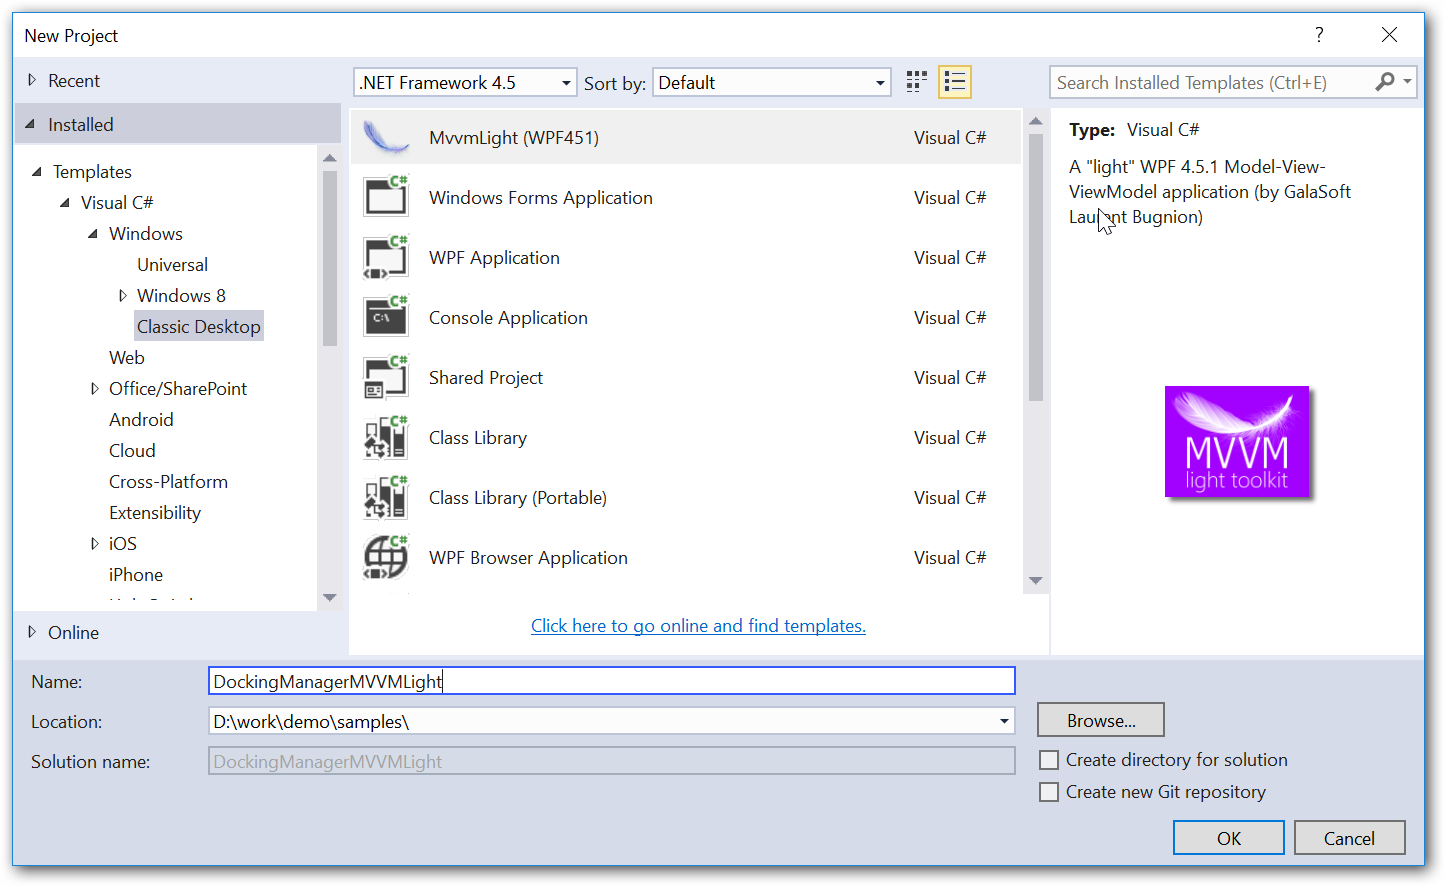 New Project
?
Recent
.NET Framework 4.5
Sort by:
Default
Search Installed Templates (Ctrl+E)
Installed
Templates
Visual C#
Windows
Universal
Windows 8
Classic Desktop
Web
Office/SharePoint
Android
Cloud
Cross-Platform
Extensibility
iOS
iPhone
Online
MvvmLight (WPF451) Visual C#
C#
Windows Forms Application Visual C#
C#
WPF Application Visual C#
C#
C:\
Console Application Visual C#
C#
Shared Project Visual C#
C#
Class Library Visual C#
C#
Class Library (Portable) Visual C#
C#
WPF Browser Application Visual C#
Click here to go online and find templates.
Type: Visual C#
A "light" WPF 4.5.1 Model-View-
ViewModel application (by GalaSoft
Laurent Bugnion)
MVVM
light toolkit
Name: DockingManagerMVVMLight
Location: D:\work\demo\samples\
Browse...
Solution name: DockingManagerMVVMLight
Create directory for solution
Create new Git repository
OK
Cancel